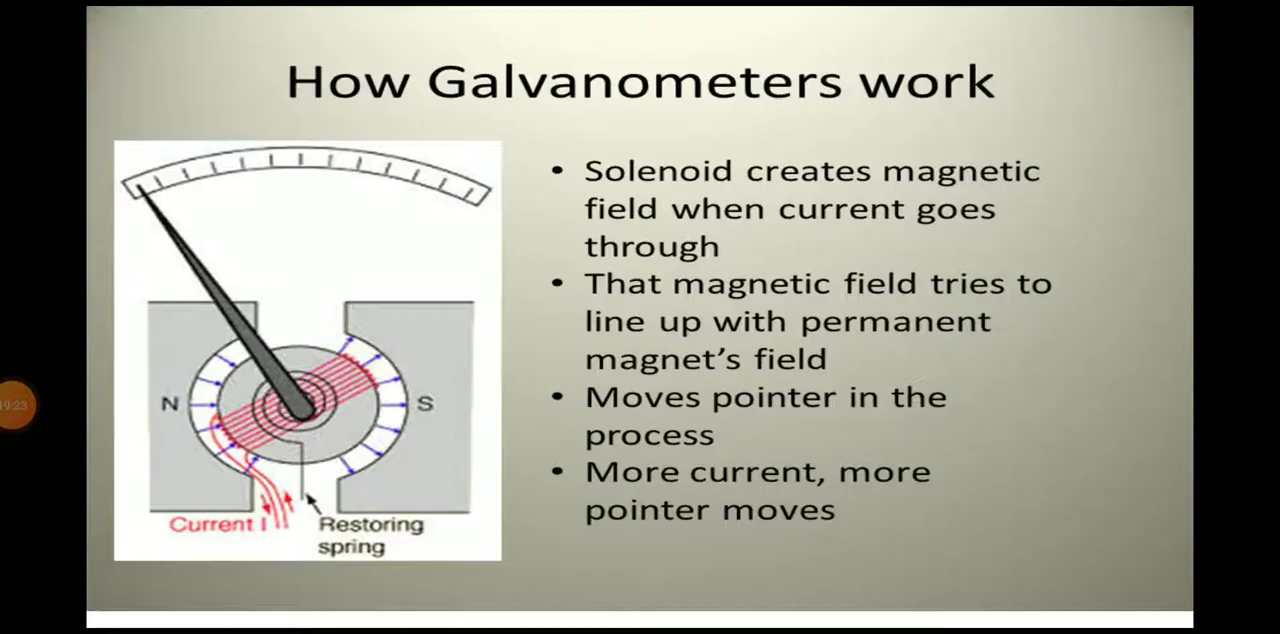 How Galvanometers work
N
S
Current I
Restoring
spring
• Solenoid creates magnetic
field when current goes
through
• That magnetic field tries to
line up with permanent
magnet's field
• Moves pointer in the
process
• More current, more
pointer moves